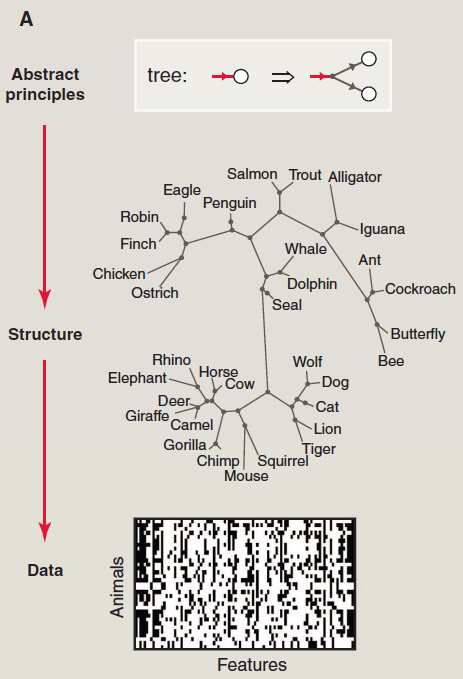 A
Abstract
principles
tree:
Salmon
Trout
Alligator
Eagle
Penguin
Robin
Finch
Iguana
Whale
Ant
Chicken
Ostrich
Dolphin
Cockroach
Seal
Structure
Butterfly
Bee
Rhino
Horse
Wolf
Elephant
Cow
Dog
Deer
Cat
Giraffe
Camel
Lion
Gorilla
Tiger
Chimp
Squirrel
Mouse
Data
Animals
Features